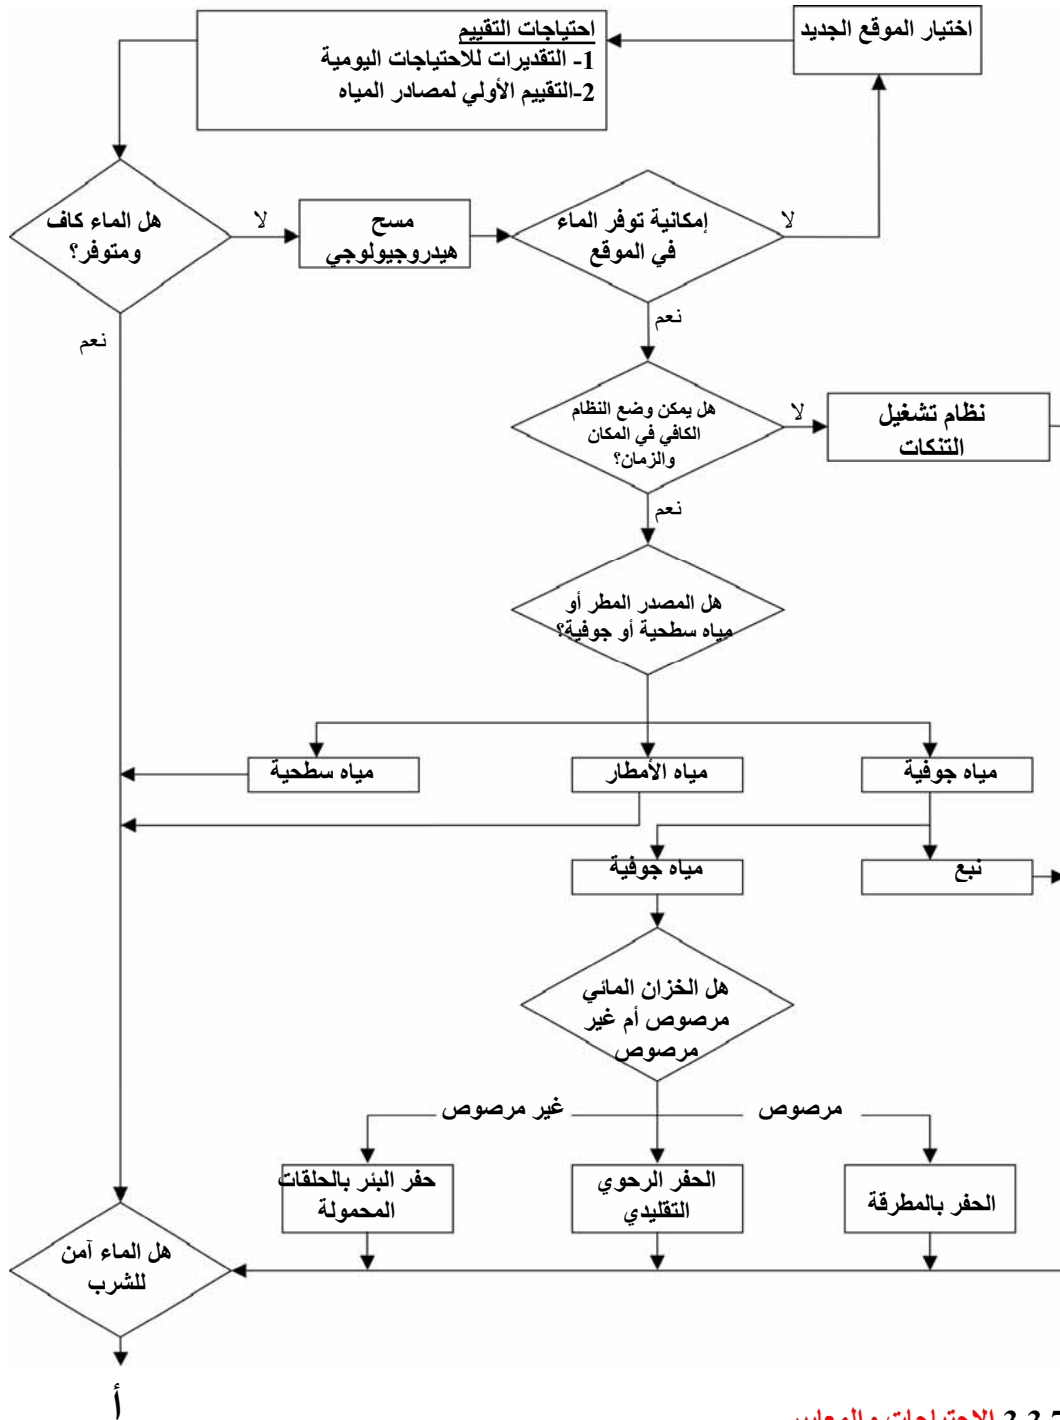 اختيار الموقع الجديد
احتياجات التقييم
1- التقديرات للاحتياجات اليومية
2-التقييم الأولي لمصادر المياه
هل الماء كاف
ومتوفر؟
لا
مسح
هيدروجيولوجي
إمكانية توفر الماء
في الموقع
لا
نعم
نعم
هل يمكن وضع النظام
الكافي في المكان
والزمان؟
لا
نظام تشغيل
التنكات
نعم
هل المصدر المطر أو
مياه سطحية أو جوفية؟
مياه جوفية
مياه الأمطار
مياه سطحية
نبع
مياه جوفية
هل الخزان المائي
مرصوص أم غير
مرصوص
مرصوص
غير مرصوص
الحفر بالمطرقة
الحفر الرحوي
التقليدي
حفر البئر بالحلقات
المحمولة
هل الماء آمن
للشرب
أ